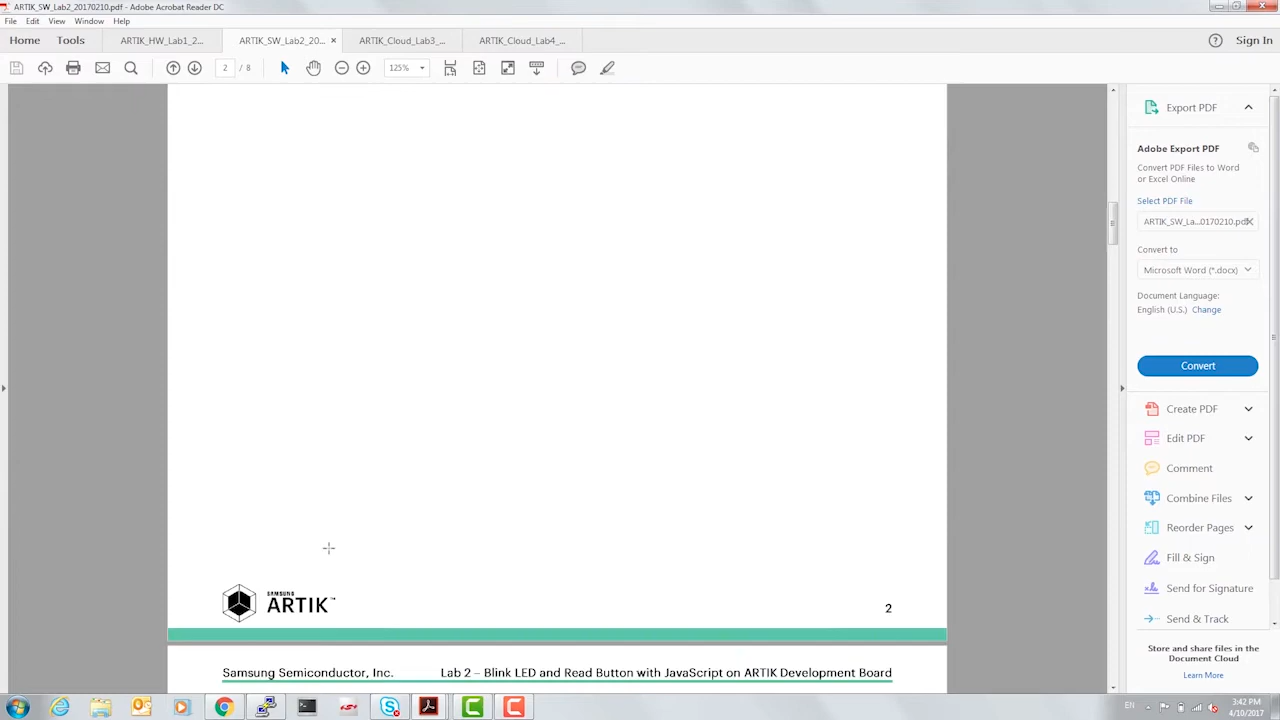 ARTIK_SW_Lab2_20170210.pdf - Adobe Acrobat Reader DC
File Edit View Window Help
Home Tools ARTIK_HW_Lab1_2... ARTIK_SW_Lab2_20... × ARTIK_Cloud_Lab3_... ARTIK_Cloud_Lab4_... Sign In
2 / 8 125%
Export PDF
Adobe Export PDF
Convert PDF Files to Word
or Excel Online
Select PDF File
ARTIK_SW_La...0170210.pdf
Convert to
Microsoft Word (*.docx)
Document Language:
English (U.S.) Change
Convert
Create PDF
Edit PDF
Comment
Combine Files
Reorder Pages
Fill & Sign
Send for Signature
Send & Track
Store and share files in the
Document Cloud
Learn More
SAMSUNG
ARTIK™
2
Samsung Semiconductor, Inc. Lab 2 – Blink LED and Read Button with JavaScript on ARTIK Development Board
EN 3:42 PM
4/10/2017